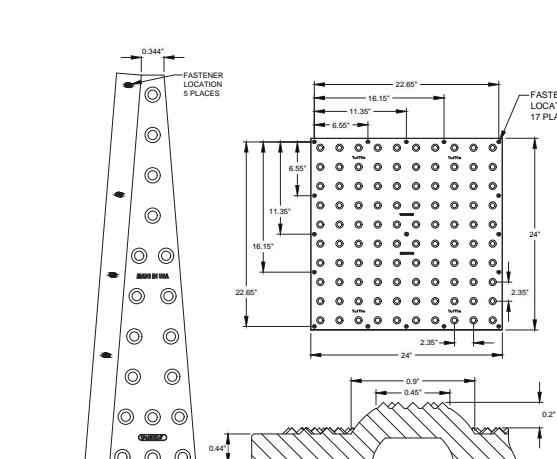 0.344"
FASTENER
LOCATION
5 PLACES
MADE IN USA
22.65"
16.15"
11.35"
6.55"
FASTE
LOCAT
17 PLA
6.55"
11.35"
16.15"
22.65"
24"
2.35"
2.35"
24"
0.9"
0.45"
0.2"
0.44"